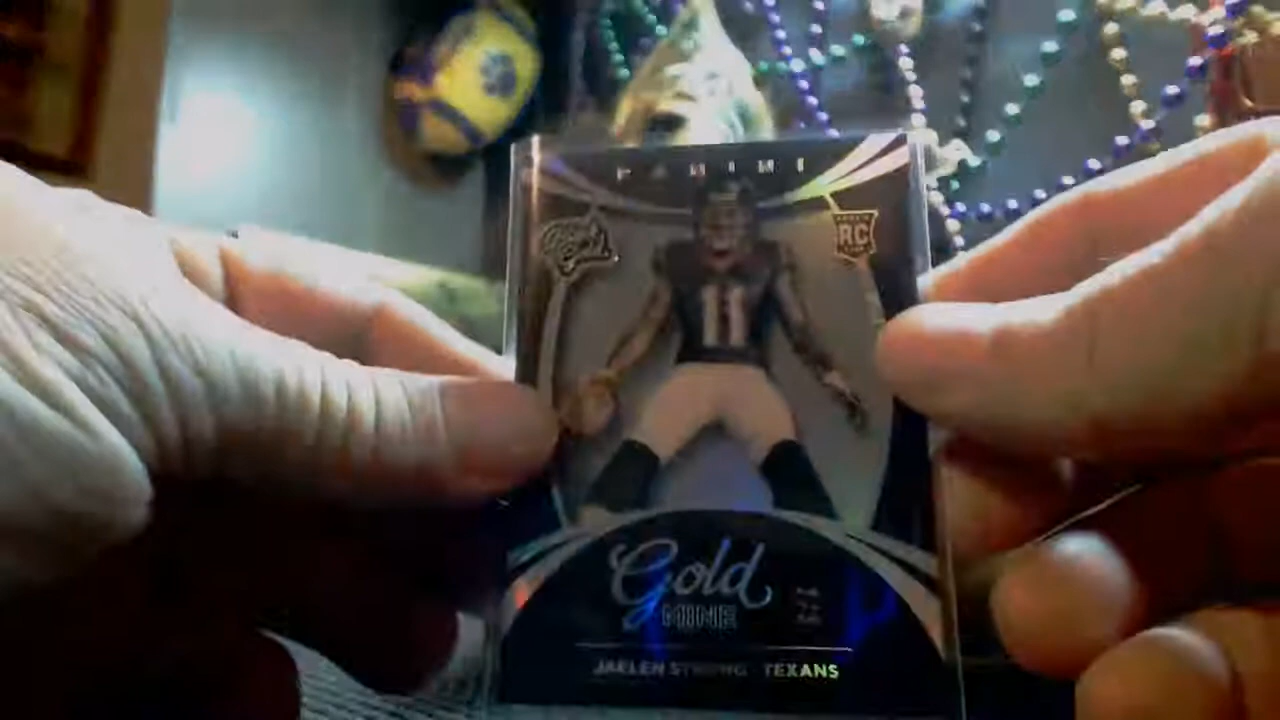 PANINI
RC
11
Gold
MINE
JAELEN STRONG TEXANS